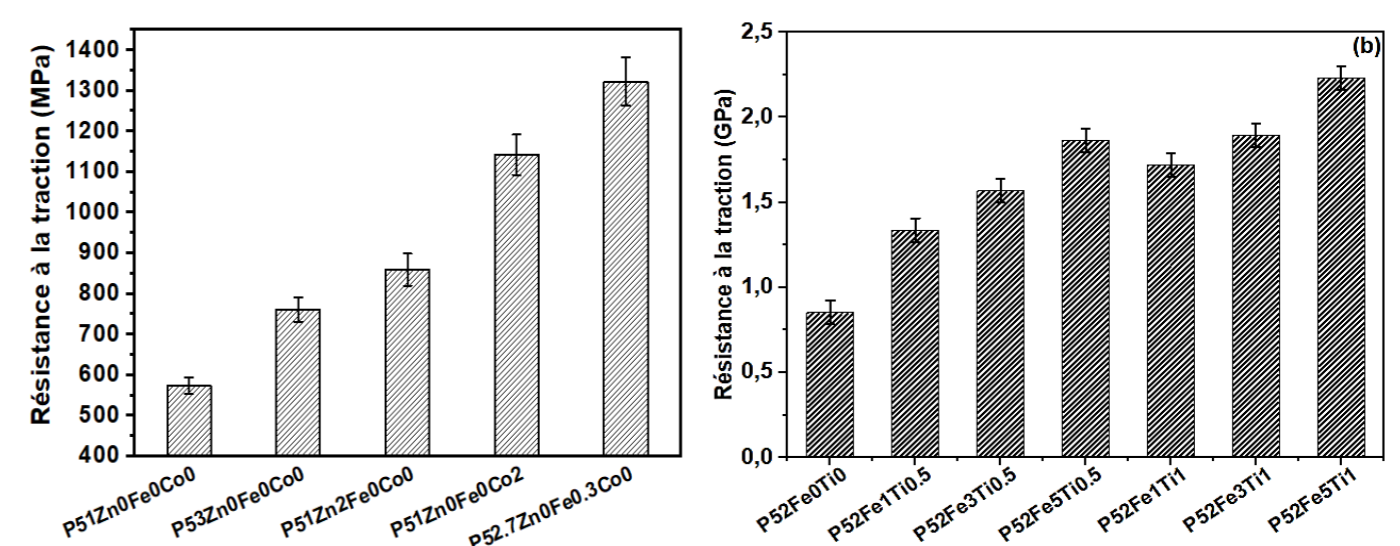 Résistance à la traction (MPa)
1400
1300
1200
1100
1000
900
800
700
600
500
400
P51Zn0Fe0Co0
P53Zn0Fe0Co0
P51Zn2Fe0Co0
P51Zn0Fe0Co2
P52.7Zn0Fe0.3Co0
(b)
Résistance à la traction (GPa)
2,5
2,0
1,5
1,0
0,5
0,0
P52Fe0Ti0
P52Fe1Ti0.5
P52Fe3Ti0.5
P52Fe5Ti0.5
P52Fe1Ti1
P52Fe3Ti1
P52Fe5Ti1